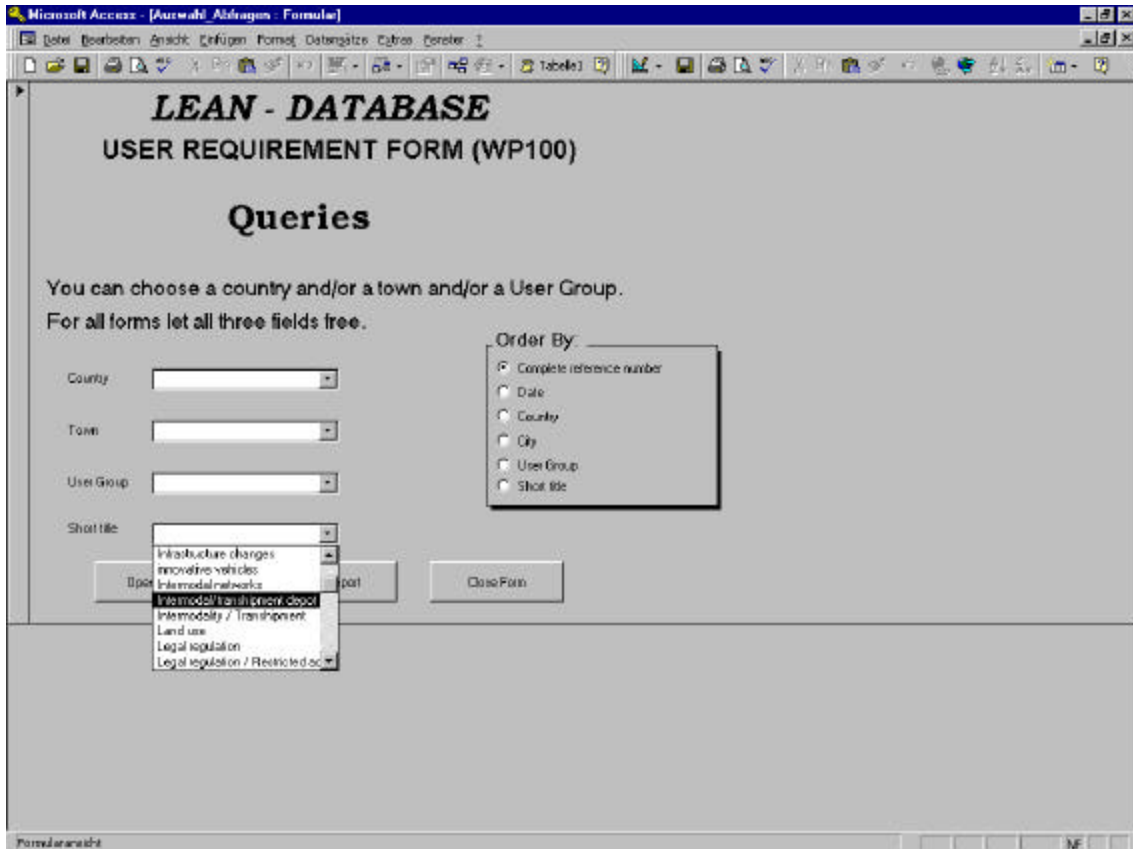 Microsoft Access - [Auswahl_Abfragen : Formular]
Datei Bearbeiten Ansicht Einfügen Format Datensätze Extras Fenster ?
Tabelle1
LEAN - DATABASE
USER REQUIREMENT FORM (WP100)
Queries
You can choose a country and/or a town and/or a User Group.
For all forms let all three fields free.
Order By:
Complete reference number
Country
Date
Country
Town
City
User Group
User Group
Short title
Short title
Infrastructure changes
innovative vehicles
Intermodal networks
Intermodal/transhipment depot
Intermodality / Transhipment
Land use
Legal regulation
Legal regulation / Restricted ac
Close Form
Formularansicht
NF